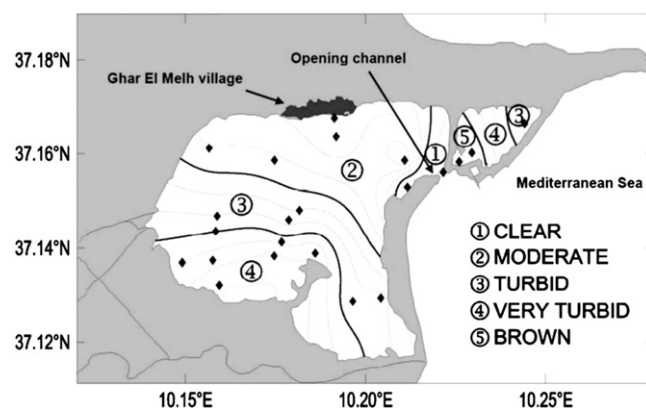 37.18°N
37.16°N
37.14°N
37.12°N
Ghar El Melh village
Opening channel
Mediterranean Sea
② ① ⑤ ④ ③
③
④
① CLEAR
② MODERATE
③ TURBID
④ VERY TURBID
⑤ BROWN
10.15°E 10.20°E 10.25°E